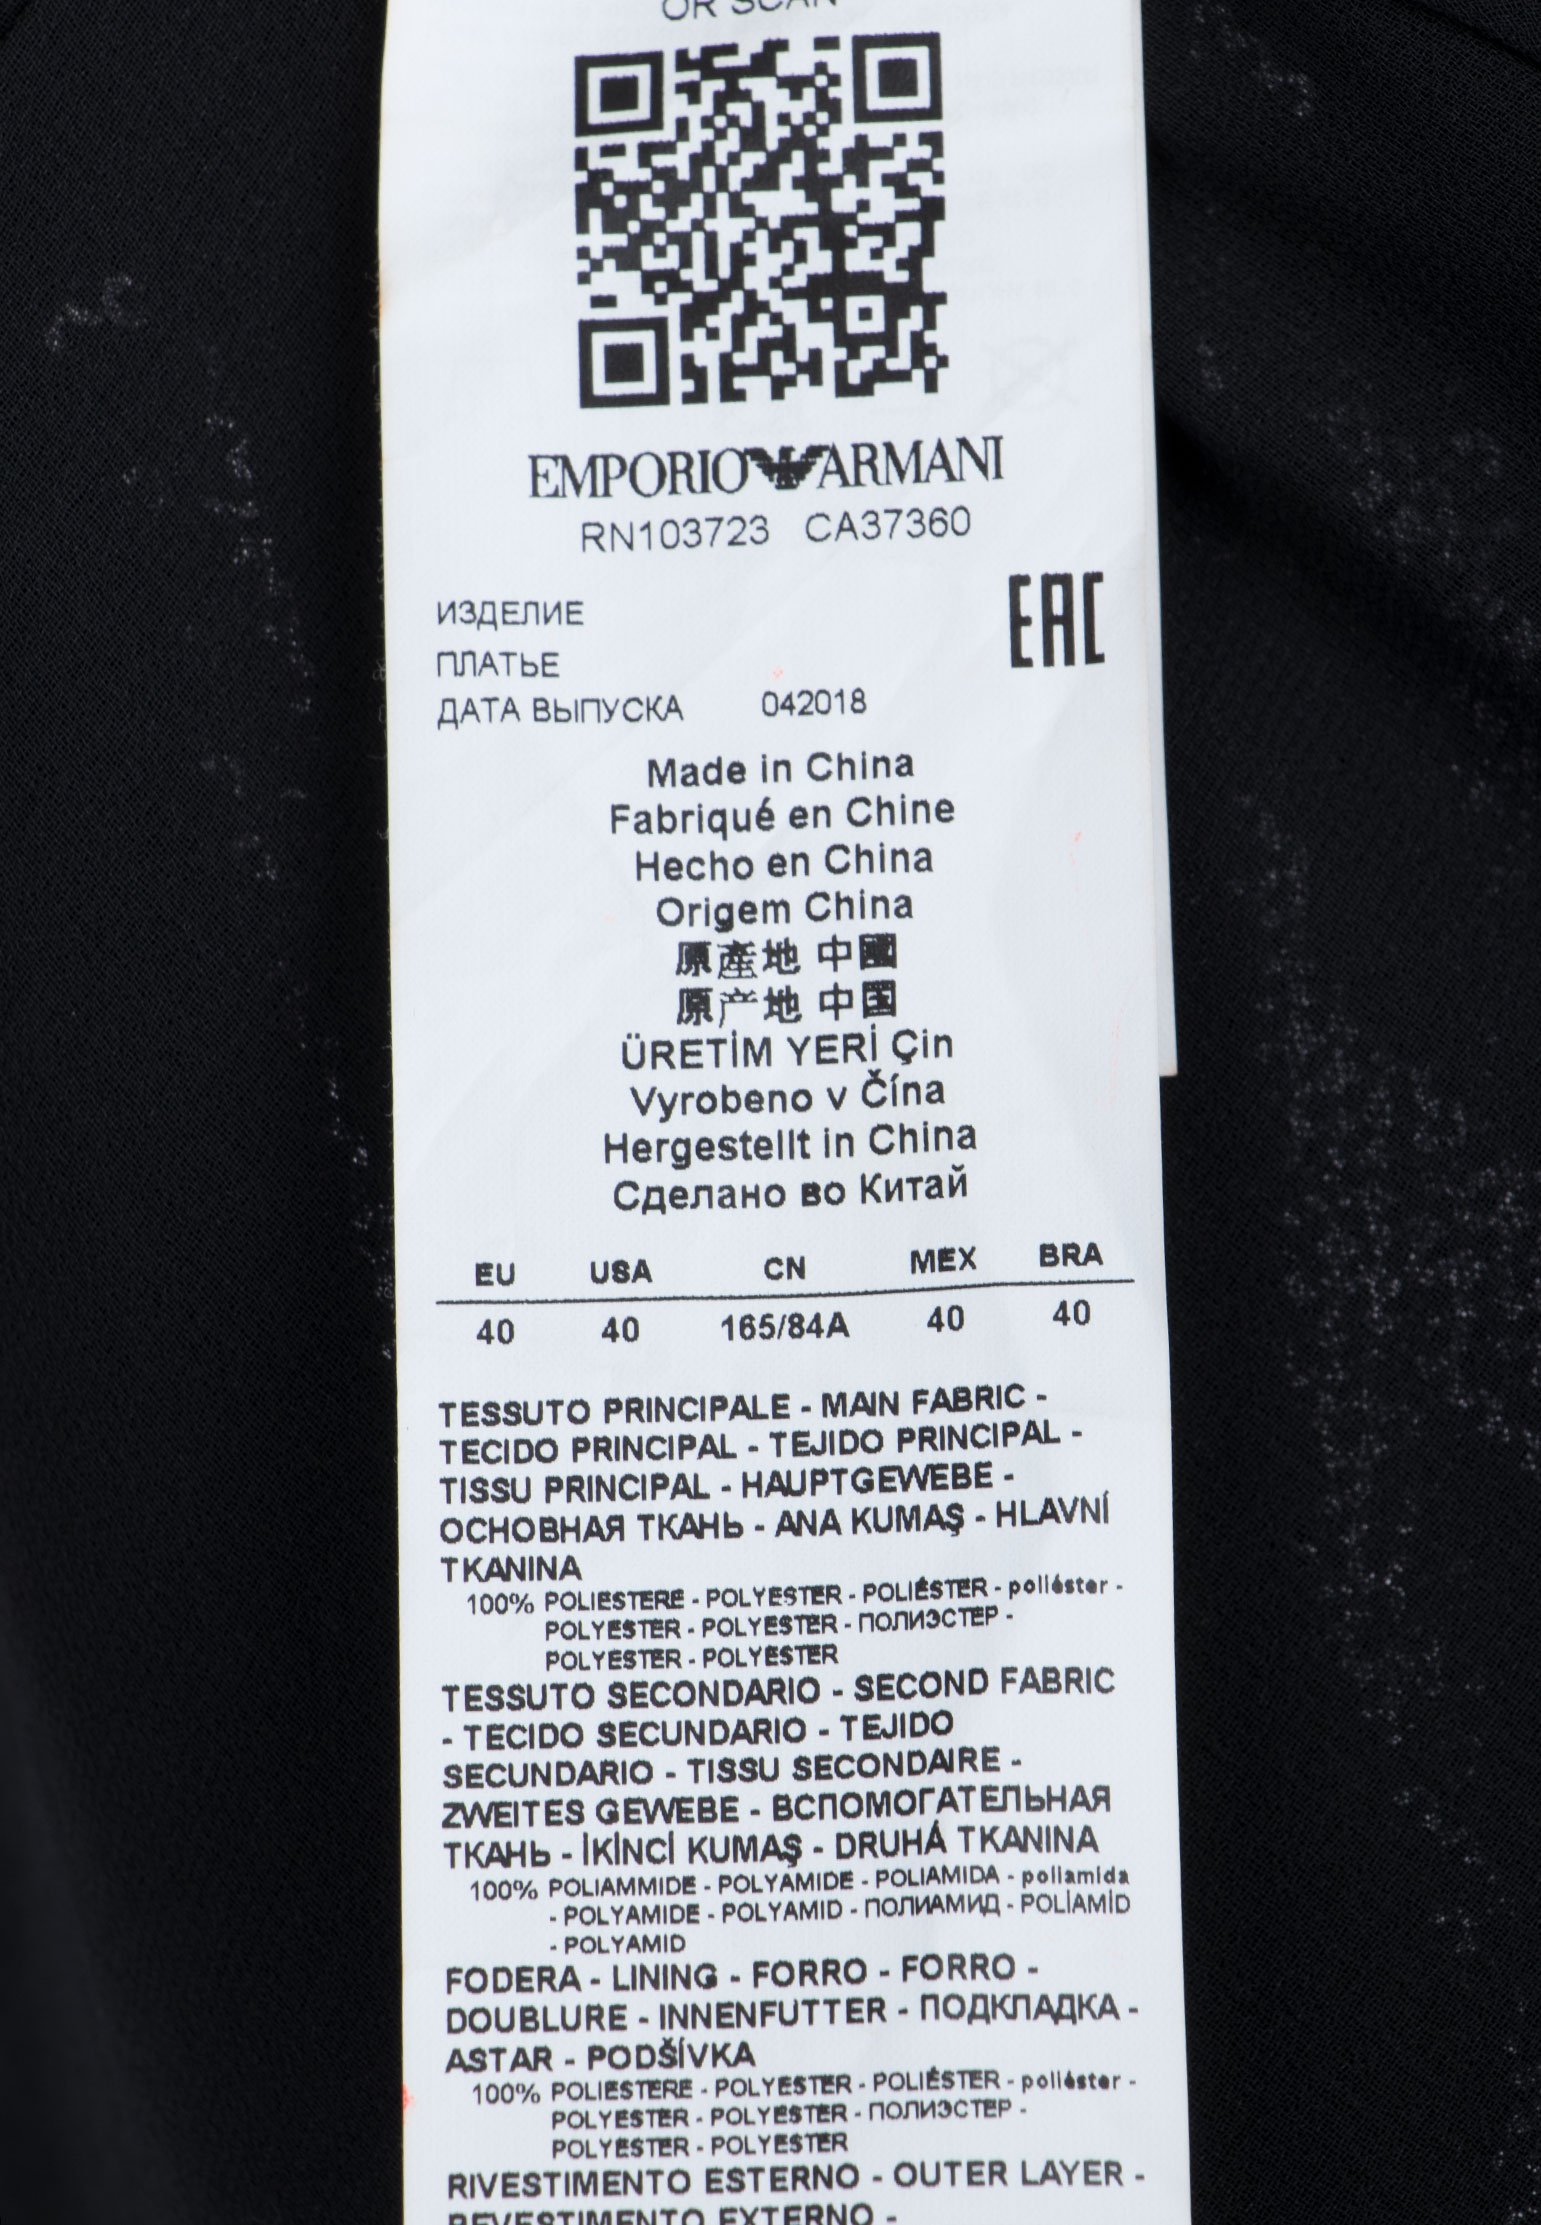 OR SCAN
EMPORIO ARMANI
RN103723 CA37360
ИЗДЕЛИЕ
EAC
ПЛАТЬЕ
ДАТА ВЫПУСКА 042018
Made in China
Fabriqué en Chine
Hecho en China
Origem China
原產地 中國
原产地 中国
ÜRETİM YERİ Çin
Vyrobeno v Čína
Hergestellt in China
Сделано во Китай
EU USA CN MEX BRA
40 40 165/84A 40 40
TESSUTO PRINCIPALE - MAIN FABRIC -
TECIDO PRINCIPAL - TEJIDO PRINCIPAL -
TISSU PRINCIPAL - HAUPTGEWEBE -
ОСНОВНАЯ ТКАНЬ - ANA KUMAŞ - HLAVNÍ
TKANINA
100% POLIESTERE - POLYESTER - POLIÉSTER - poliéster -
POLYESTER - POLYESTER - ПОЛИЭСТЕР -
POLYESTER - POLYESTER
TESSUTO SECONDARIO - SECOND FABRIC
- TECIDO SECUNDARIO - TEJIDO
SECUNDARIO - TISSU SECONDAIRE -
ZWEITES GEWEBE - ВСПОМОГАТЕЛЬНАЯ
ТКАНЬ - İKİNCİ KUMAŞ - DRUHÁ TKANINA
100% POLIAMMIDE - POLYAMIDE - POLIAMIDA - poliamida
- POLYAMIDE - POLYAMID - ПОЛИАМИД - POLİAMİD
- POLYAMID
FODERA - LINING - FORRO - FORRO -
DOUBLURE - INNENFUTTER - ПОДКЛАДКА -
ASTAR - PODŠÍVKA
100% POLIESTERE - POLYESTER - POLIÉSTER - poliéster -
POLYESTER - POLYESTER - ПОЛИЭСТЕР -
POLYESTER - POLYESTER
RIVESTIMENTO ESTERNO - OUTER LAYER -
REVESTIMENTO EXTERNO -